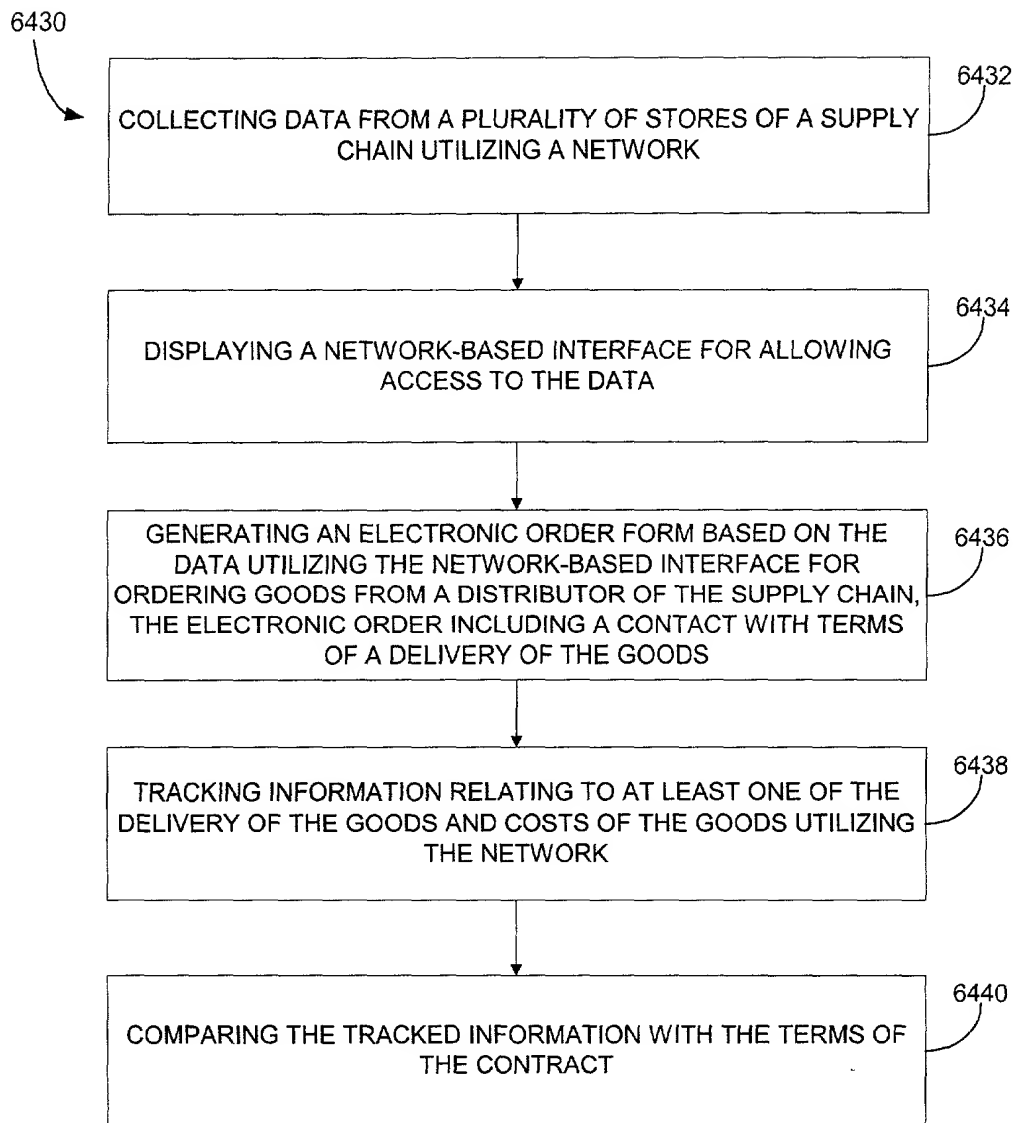 6430
6432
COLLECTING DATA FROM A PLURALITY OF STORES OF A SUPPLY
CHAIN UTILIZING A NETWORK
6434
DISPLAYING A NETWORK-BASED INTERFACE FOR ALLOWING
ACCESS TO THE DATA
6436
GENERATING AN ELECTRONIC ORDER FORM BASED ON THE
DATA UTILIZING THE NETWORK-BASED INTERFACE FOR
ORDERING GOODS FROM A DISTRIBUTOR OF THE SUPPLY CHAIN,
THE ELECTRONIC ORDER INCLUDING A CONTACT WITH TERMS
OF A DELIVERY OF THE GOODS
6438
TRACKING INFORMATION RELATING TO AT LEAST ONE OF THE
DELIVERY OF THE GOODS AND COSTS OF THE GOODS UTILIZING
THE NETWORK
6440
COMPARING THE TRACKED INFORMATION WITH THE TERMS OF
THE CONTRACT